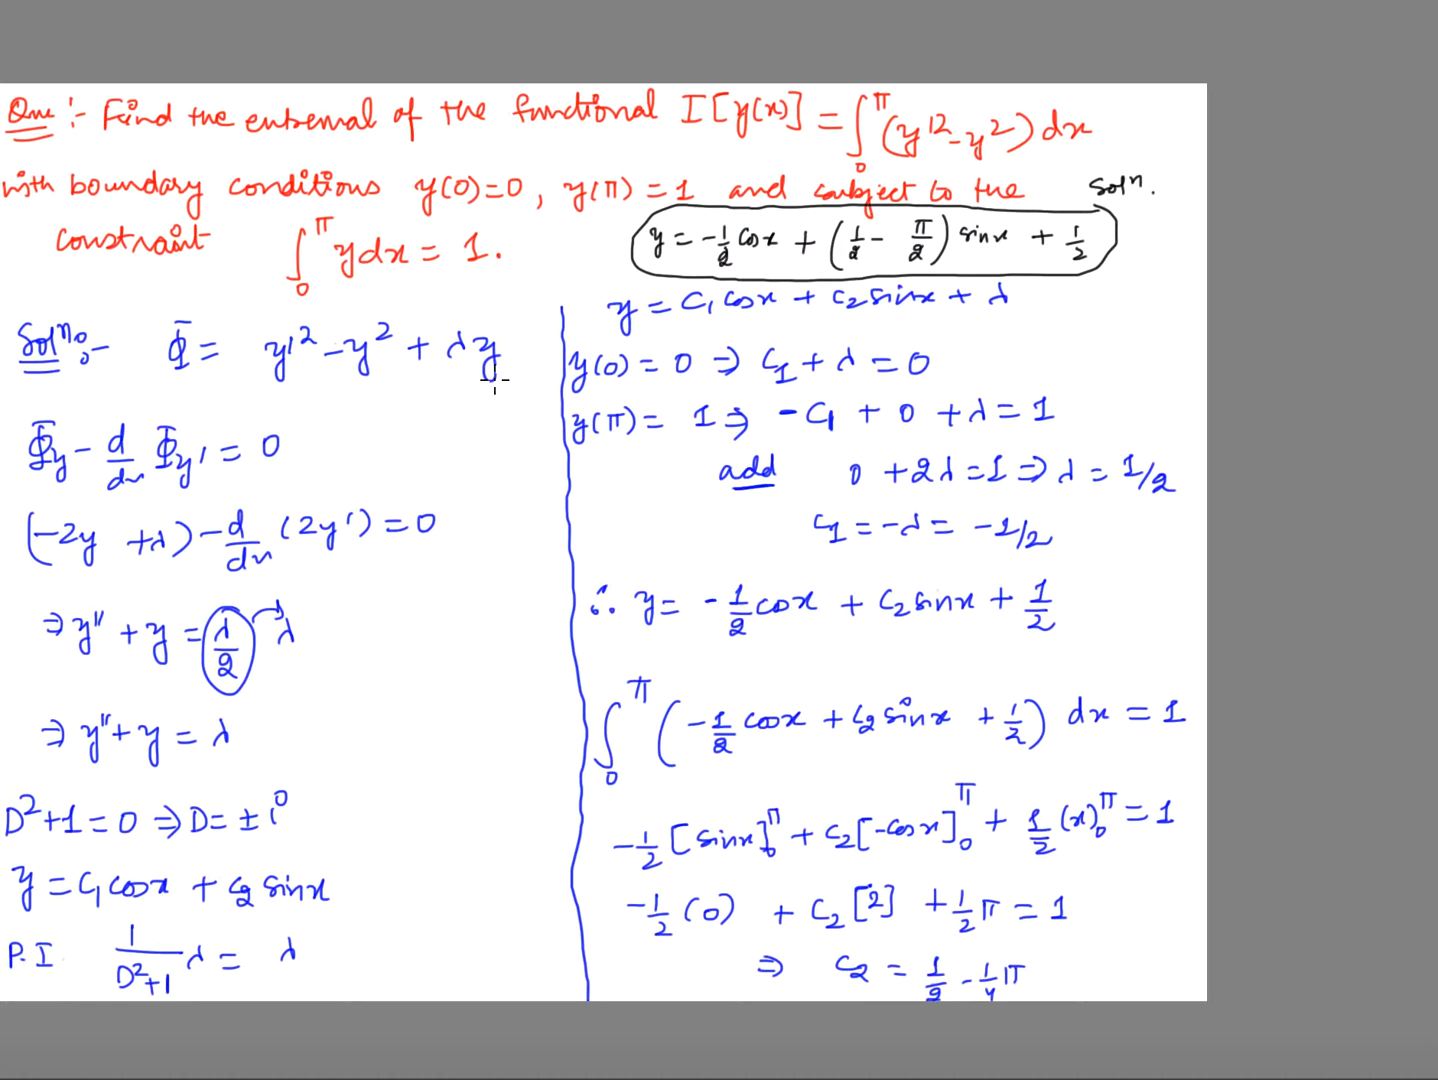 Que :- Find the extremal of the functional I[y(x)] = ∫₀^π (y'² - y²) dx
with boundary conditions y(0)=0, y(π)=1 and subject to the
constraint ∫₀^π y dx = 1.
Solⁿ.
y = -1/2 cos x + (1/2 - π/2) sin x + 1/2
Solⁿ:- Φ = y'² - y² + λy
Φy - d/dx Φy' = 0
(-2y + λ) - d/dx (2y') = 0
⇒ y'' + y = λ/2 → λ
⇒ y'' + y = λ
D² + 1 = 0 ⇒ D = ± i
y = C₁ cos x + C₂ sin x
P.I 1/(D²+1) λ = λ
y = C₁ cos x + C₂ sin x + λ
y(0) = 0 ⇒ C₁ + λ = 0
y(π) = 1 ⇒ -C₁ + 0 + λ = 1
add 0 + 2λ = 1 ⇒ λ = 1/2
C₁ = -λ = -1/2
∴ y = -1/2 cos x + C₂ sin x + 1/2
∫₀^π (-1/2 cos x + C₂ sin x + 1/2) dx = 1
-1/2 [sin x]₀^π + C₂ [-cos x]₀^π + 1/2 (x)₀^π = 1
-1/2 (0) + C₂ [2] + 1/2 π = 1
⇒ C₂ = 1/2 - 1/4 π